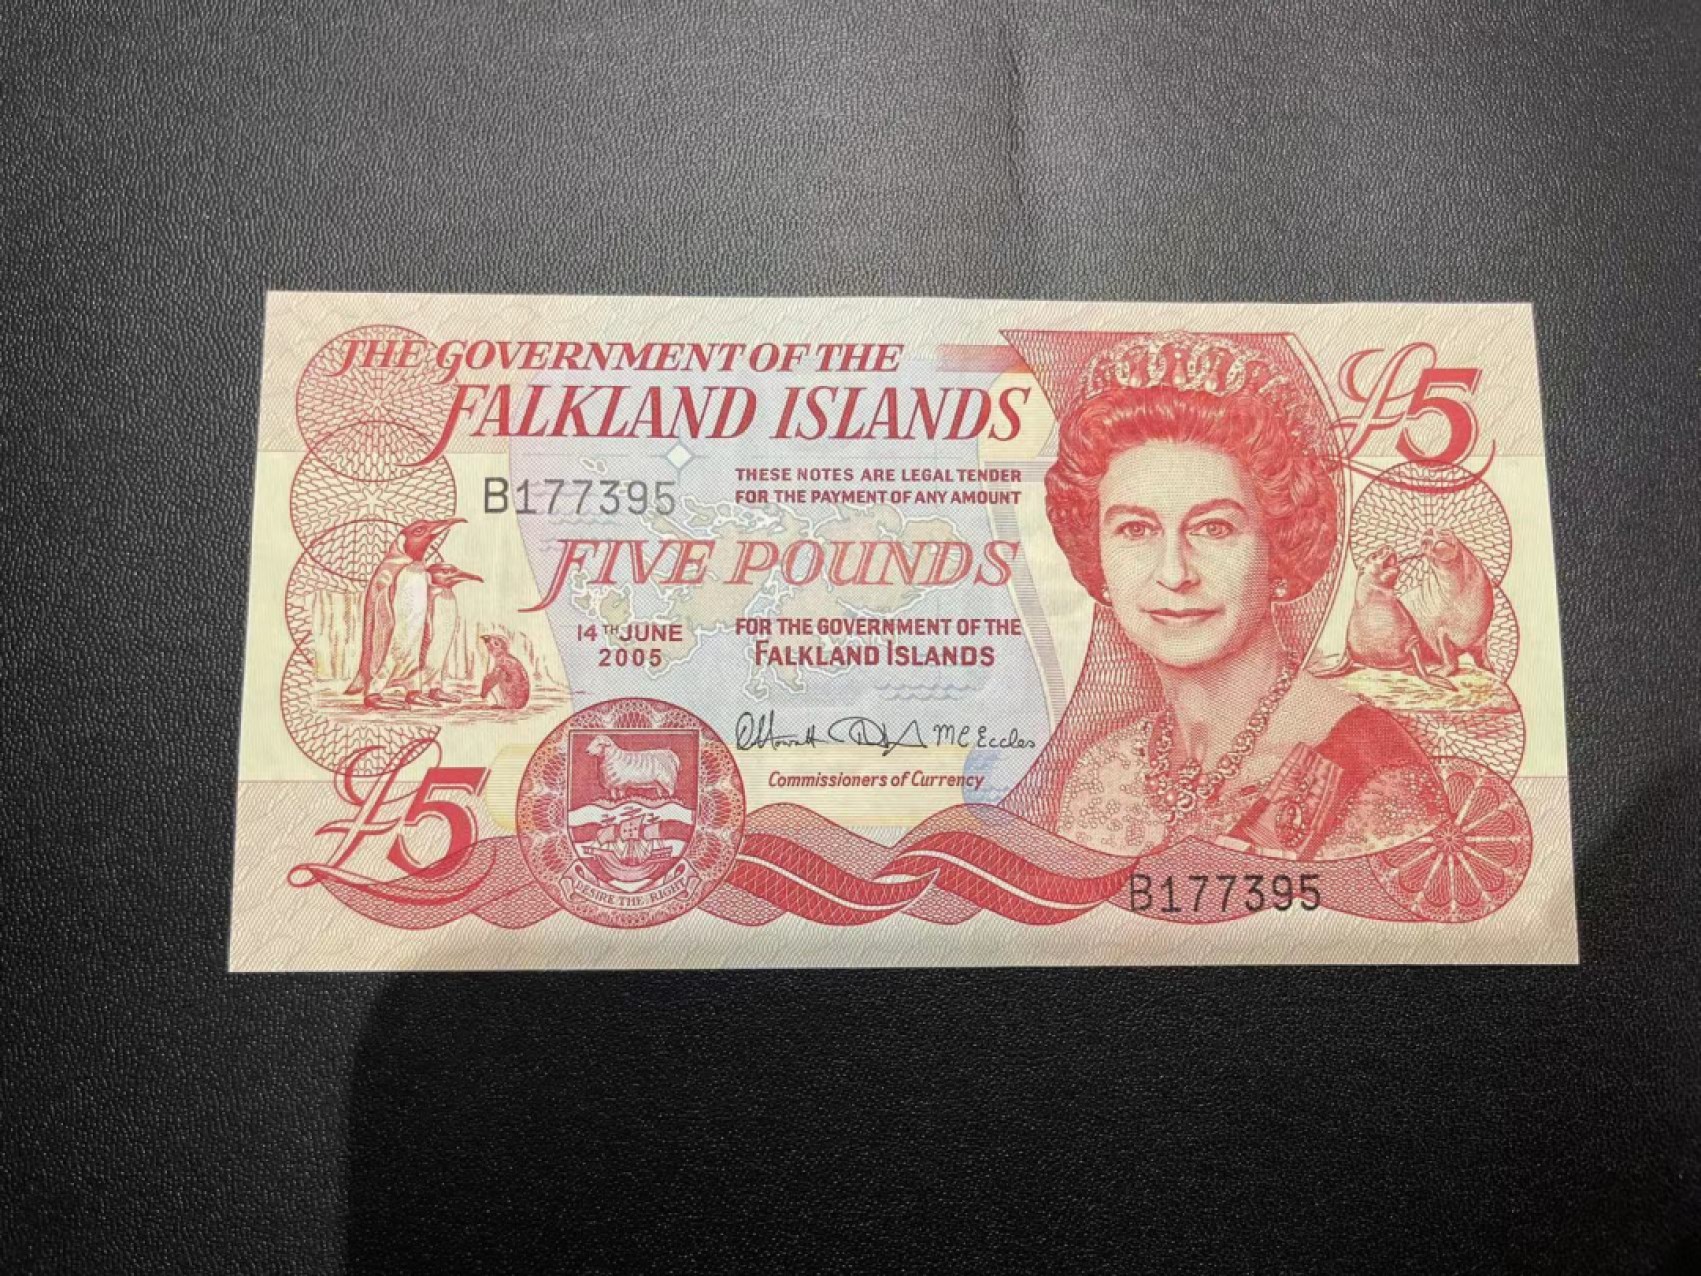 THE GOVERNMENT OF THE
FALKLAND ISLANDS
£5
B177395
THESE NOTES ARE LEGAL TENDER
FOR THE PAYMENT OF ANY AMOUNT
FIVE POUNDS
14TH JUNE
2005
FOR THE GOVERNMENT OF THE
FALKLAND ISLANDS
Commissioners of Currency
£5
DESIRE THE RIGHT
B177395